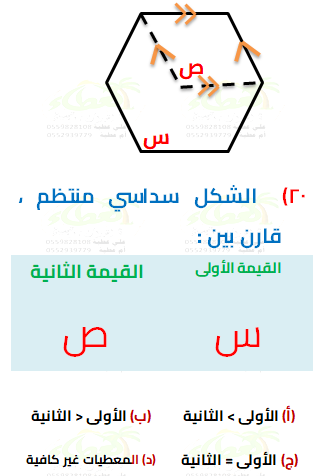 ص
س
٢٠) الشكل سداسي منتظم ،
قارن بين :
القيمة الأولى القيمة الثانية
س ص
(أ) الأولى > الثانية (ب) الأولى < الثانية
(ج) الأولى = الثانية (د) المعطيات غير كافية